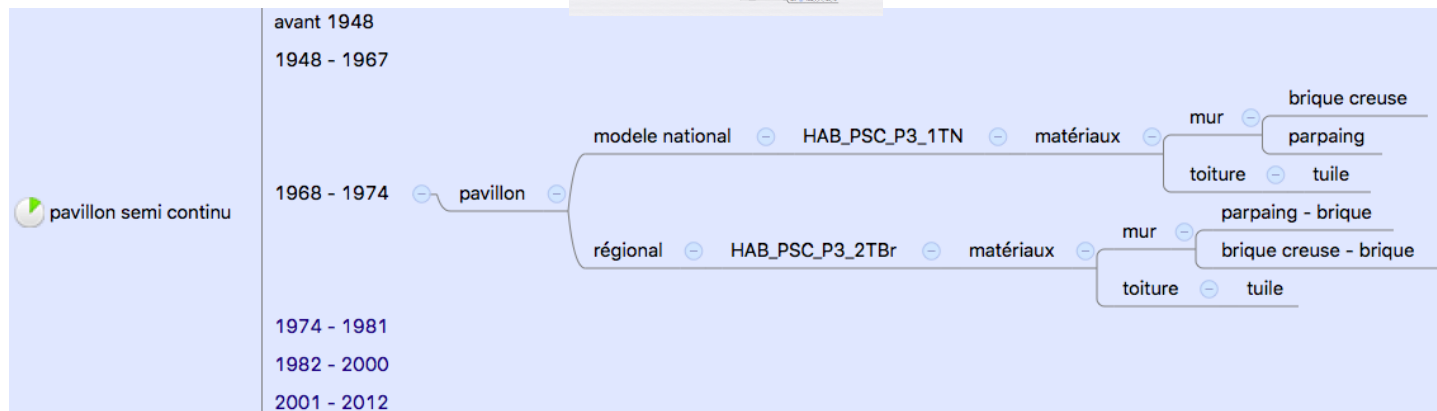 avant 1948
1948 - 1967
brique creuse
mur
modele national HAB_PSC_P3_1TN matériaux parpaing
toiture tuile
1968 - 1974 pavillon
pavillon semi continu
parpaing - brique
mur
régional HAB_PSC_P3_2TBr matériaux brique creuse - brique
toiture tuile
1974 - 1981
1982 - 2000
2001 - 2012